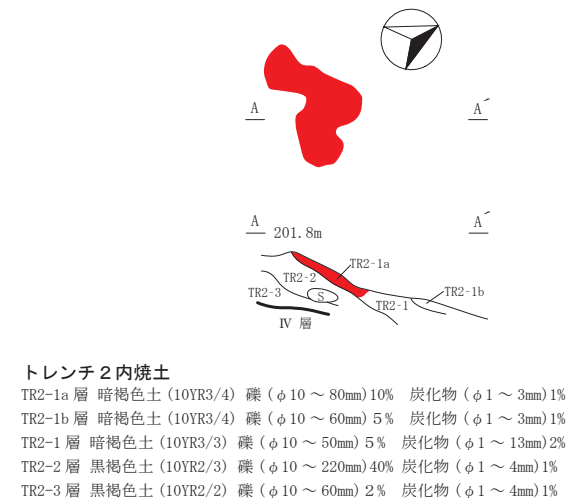 A A´
A A´
201.8m
TR2-1a
TR2-2
TR2-3 S TR2-1 TR2-1b
Ⅳ 層
トレンチ２内焼土
TR2-1a 層 暗褐色土 (10YR3/4) 礫 (φ10 ～ 80mm)10% 炭化物 (φ1 ～ 3mm)1%
TR2-1b 層 暗褐色土 (10YR3/4) 礫 (φ10 ～ 60mm)５% 炭化物 (φ1 ～ 3mm)1%
TR2-1 層 暗褐色土 (10YR3/3) 礫 (φ10 ～ 50mm)５% 炭化物 (φ1 ～ 13mm)2%
TR2-2 層 黒褐色土 (10YR2/3) 礫 (φ10 ～ 220mm)40% 炭化物 (φ1 ～ 4mm)1%
TR2-3 層 黒褐色土 (10YR2/2) 礫 (φ10 ～ 60mm)２% 炭化物 (φ1 ～ 4mm)1%